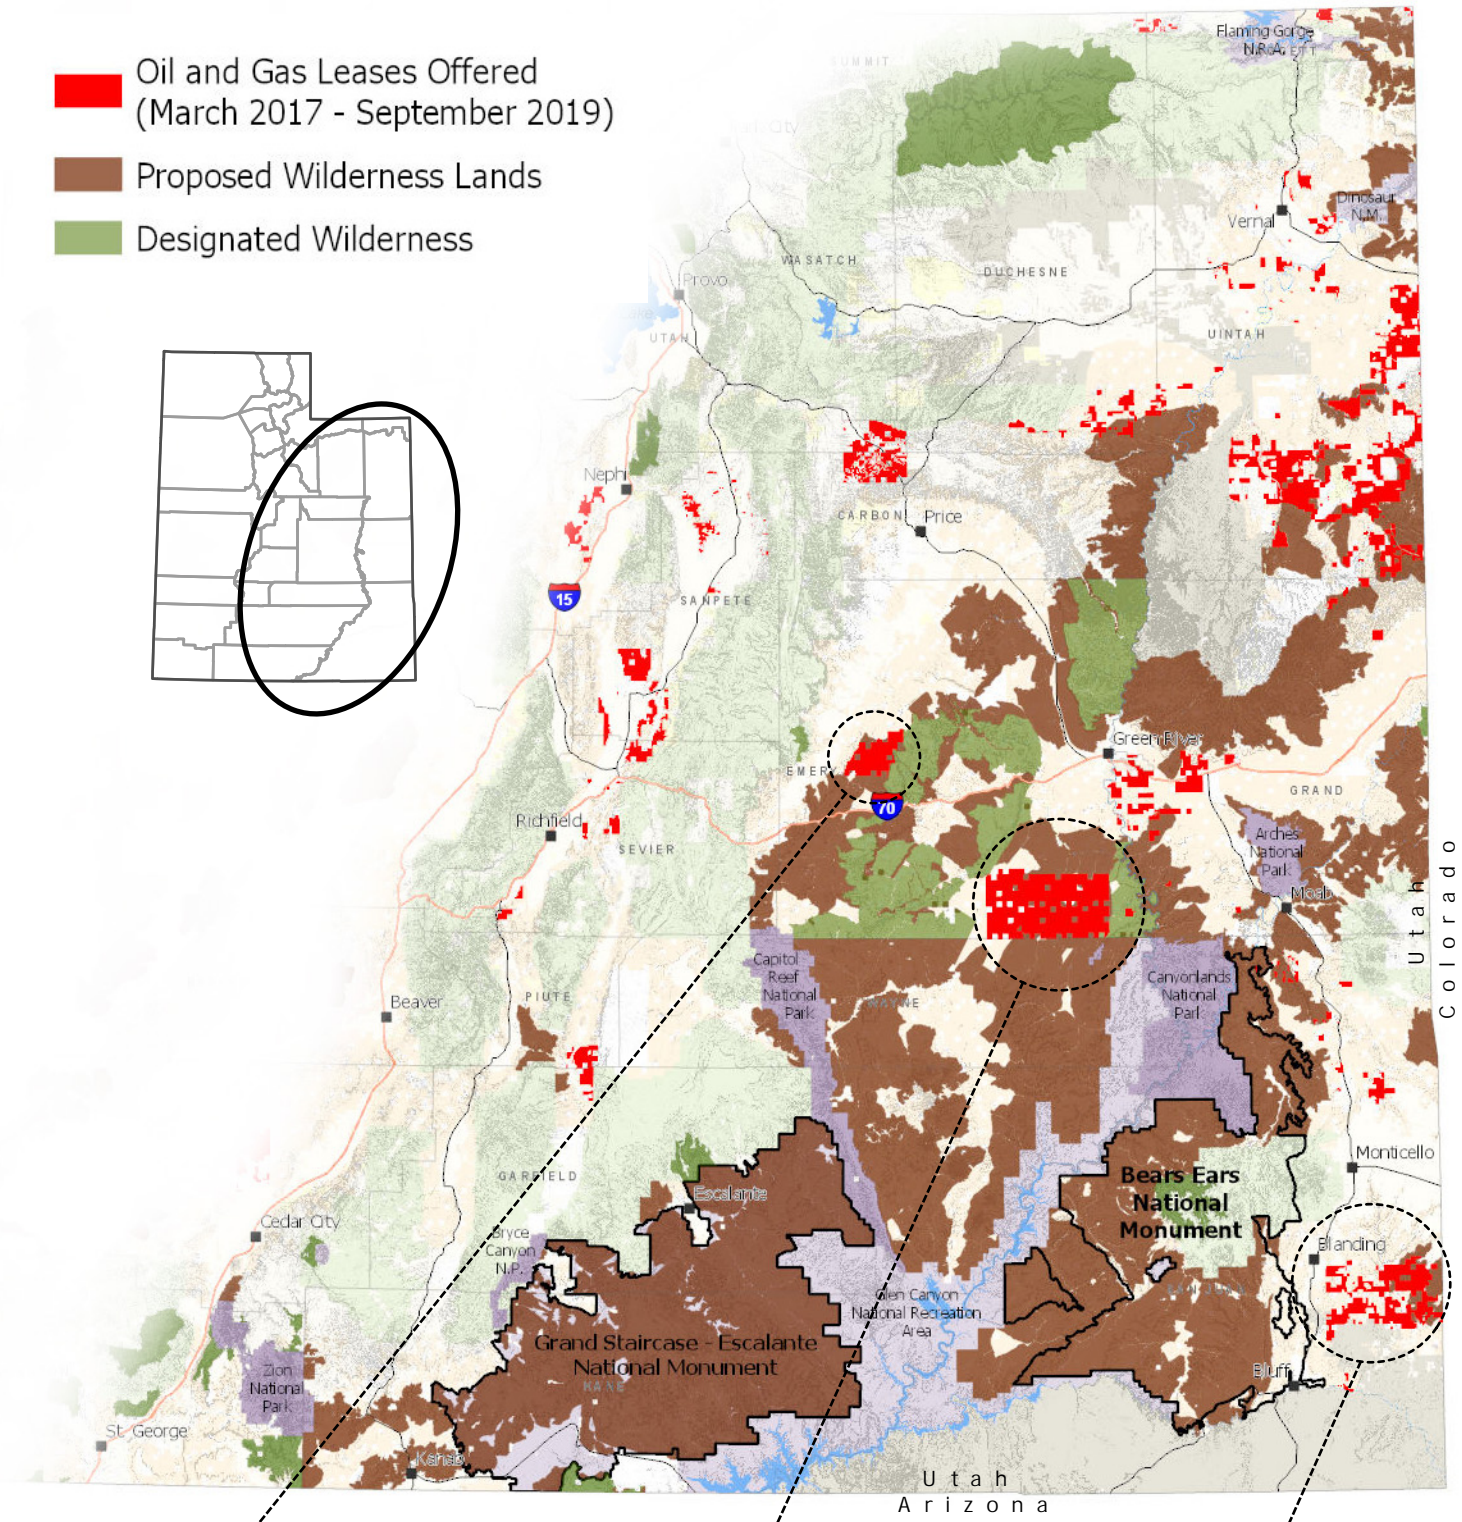 Oil and Gas Leases Offered
(March 2017 - September 2019)
Proposed Wilderness Lands
Designated Wilderness
Flaming Gorge
N.R.A.
SUMMIT
Dinosaur
N.M.
Vernal
WASATCH
DUCHESNE
Provo
UTAH
UINTAH
Nephi
CARBON
Price
15
SANPETE
Green River
EMERY
70
GRAND
Richfield
SEVIER
Arches
National
Park
Moab
Utah
Colorado
Capitol
Reef
National
Park
Canyonlands
National
Park
WAYNE
Beaver
PIUTE
Monticello
Bears Ears
National
Monument
GARFIELD
Escalante
Cedar City
Bryce
Canyon
N.P.
Blanding
SAN JUAN
Glen Canyon
National Recreation
Area
Grand Staircase - Escalante
National Monument
KANE
Zion
National
Park
Bluff
St. George
Kanab
Utah
Arizona